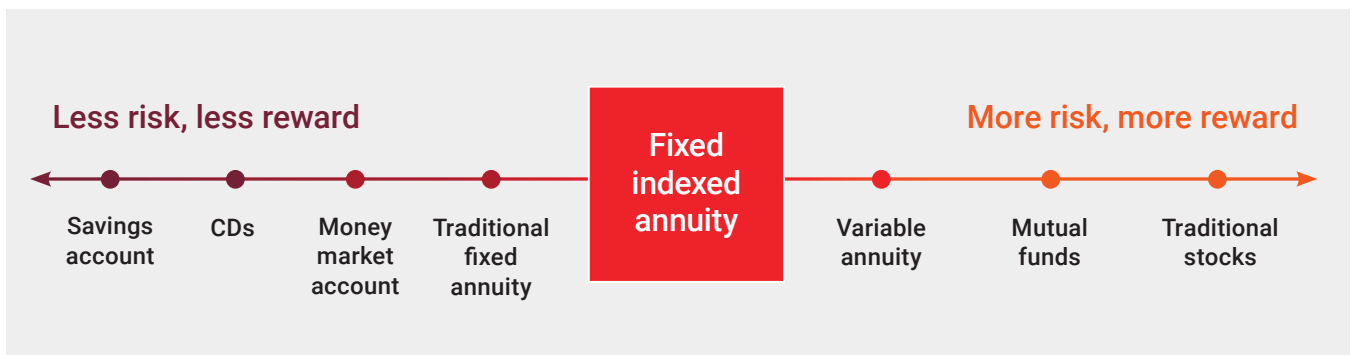 Less risk, less reward
More risk, more reward
Fixed
indexed
annuity
Savings
account
CDs
Money
market
account
Traditional
fixed
annuity
Variable
annuity
Mutual
funds
Traditional
stocks